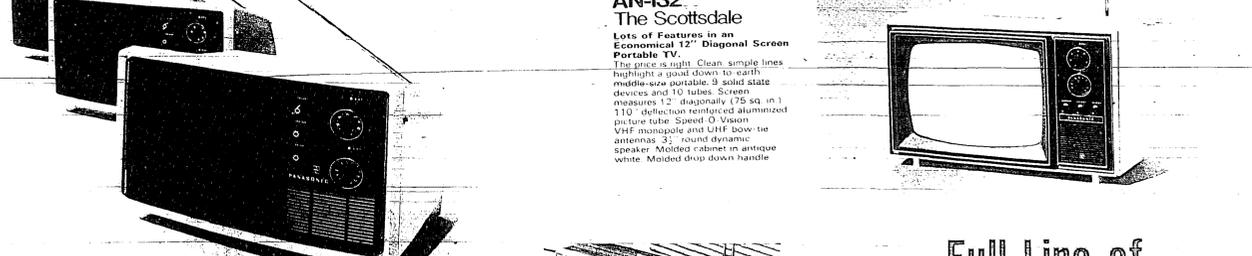 AN-132
The Scottsdale
Lots of Features in an
Economical 12" Diagonal Screen
Portable TV.
The price is right. Clean, simple lines
highlight a good down-to-earth
middle-size portable. 9 solid state
devices and 10 tubes. Screen
measures 12" diagonally (75 sq. in.)
110° deflection reinforced aluminized
picture tube. Speed-O-Vision.
VHF monopole and UHF bow-tie
antennas. 3½" round dynamic
speaker. Molded cabinet in antique
white. Molded drop down handle
PANASONIC
PANASONIC
Full Line of